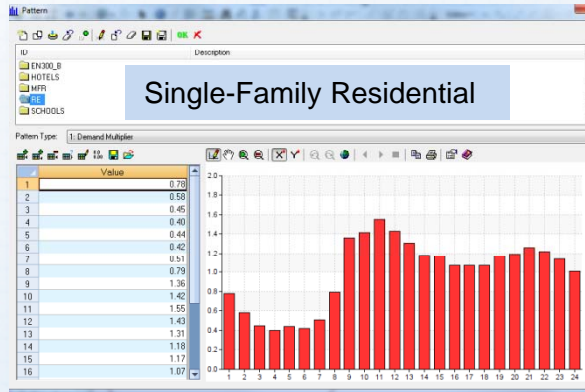 Pattern
OK
ID Description
EN300_B
HOTELS
MFR
RE
SCHOOLS
Single-Family Residential
Pattern Type: 1: Demand Multiplier
Value
1 0.78
2 0.58
3 0.45
4 0.40
5 0.44
6 0.42
7 0.51
8 0.79
9 1.36
10 1.42
11 1.55
12 1.43
13 1.31
14 1.18
15 1.17
16 1.07
2.0
1.8
1.6
1.4
1.2
1.0
0.8
0.6
0.4
0.2
0.0
1 2 3 4 5 6 7 8 9 10 11 12 13 14 15 16 17 18 19 20 21 22 23 24